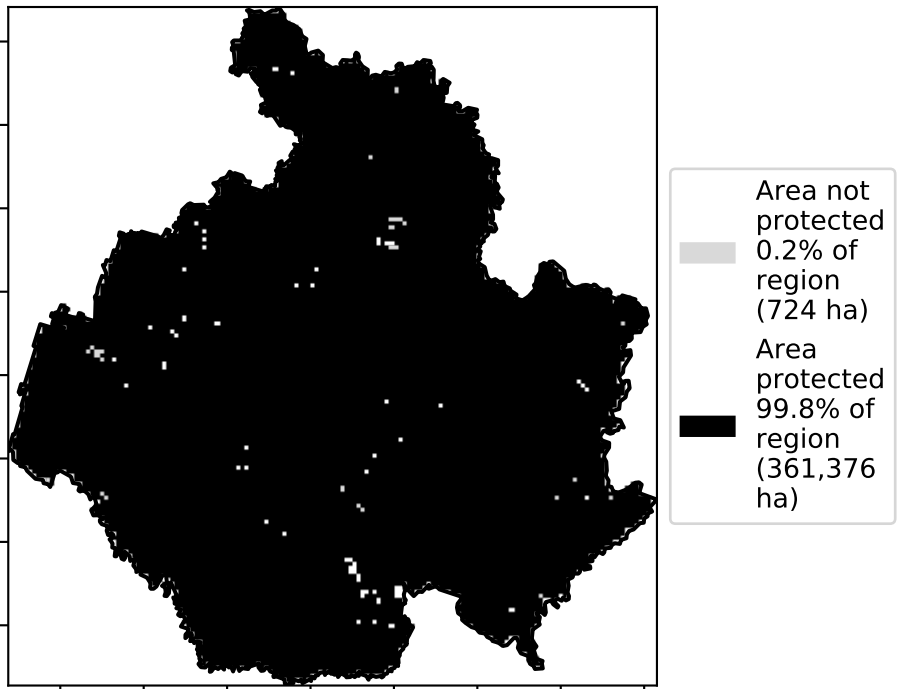 Area not
protected
0.2% of
region
(724 ha)
Area
protected
99.8% of
region
(361,376
ha)